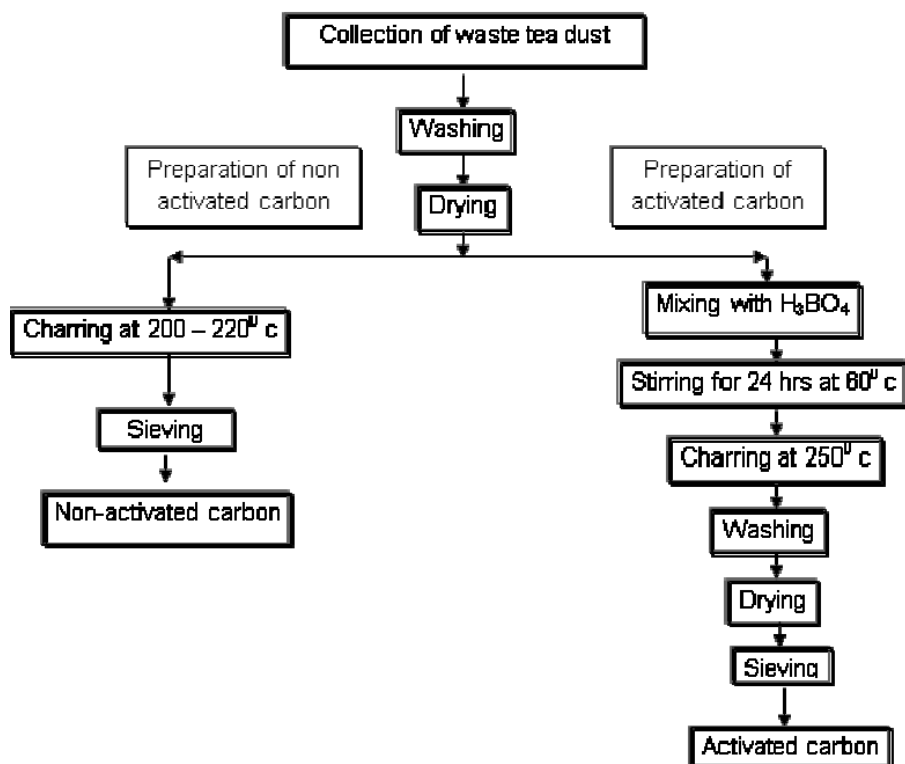 Collection of waste tea dust
Washing
Drying
Preparation of non
activated carbon
Charring at 200 – 220⁰ c
Sieving
Non-activated carbon
Preparation of
activated carbon
Mixing with H₃BO₄
Stirring for 24 hrs at 60⁰ c
Charring at 250⁰ c
Washing
Drying
Sieving
Activated carbon